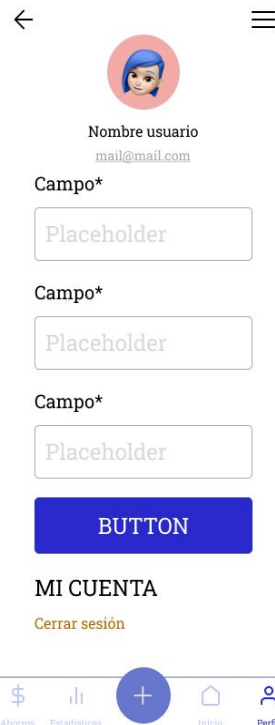 Nombre usuario
mail@mail.com
Campo*
Placeholder
Campo*
Placeholder
Campo*
Placeholder
BUTTON
MI CUENTA
Cerrar sesión
Ahorros Estadísticas Inicio Perfi